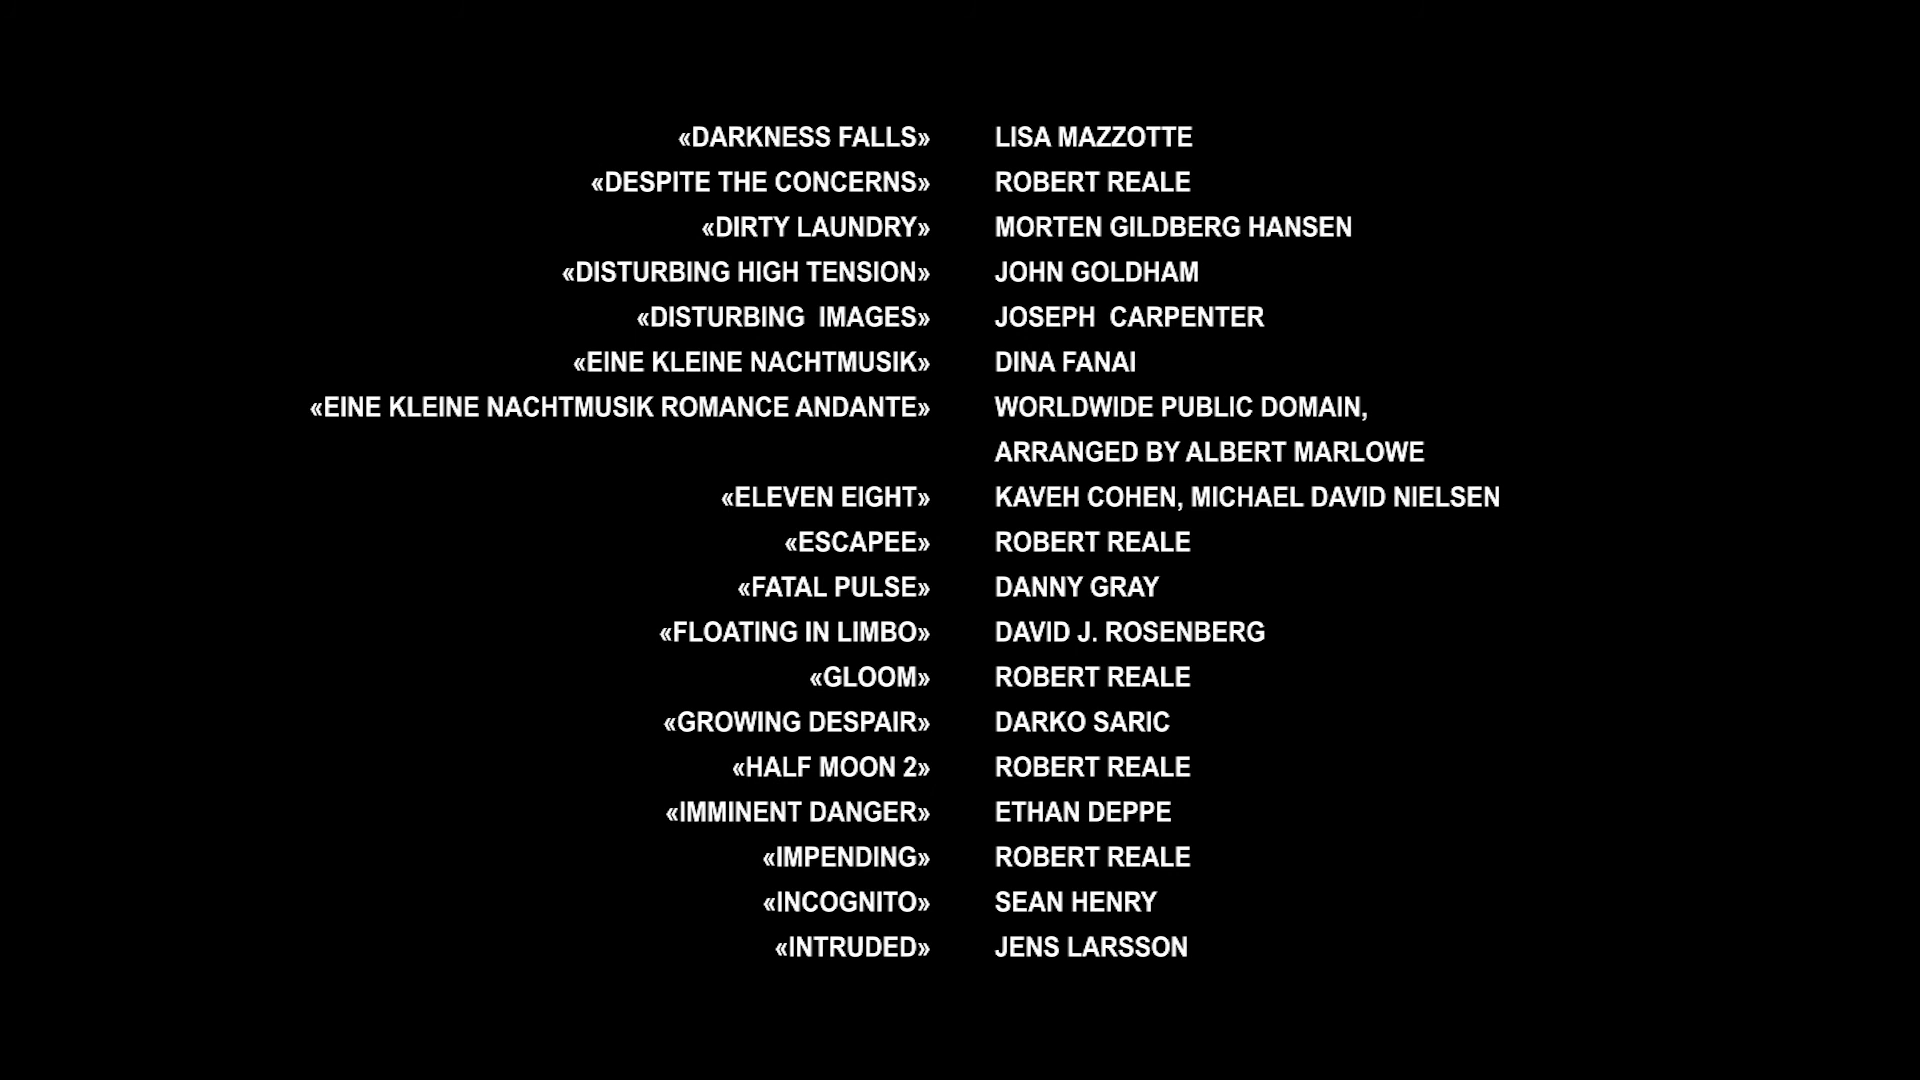 «DARKNESS FALLS» LISA MAZZOTTE
«DESPITE THE CONCERNS» ROBERT REALE
«DIRTY LAUNDRY» MORTEN GILDBERG HANSEN
«DISTURBING HIGH TENSION» JOHN GOLDHAM
«DISTURBING  IMAGES» JOSEPH  CARPENTER
«EINE KLEINE NACHTMUSIK» DINA FANAI
«EINE KLEINE NACHTMUSIK ROMANCE ANDANTE» WORLDWIDE PUBLIC DOMAIN,
ARRANGED BY ALBERT MARLOWE
«ELEVEN EIGHT» KAVEH COHEN, MICHAEL DAVID NIELSEN
«ESCAPEE» ROBERT REALE
«FATAL PULSE» DANNY GRAY
«FLOATING IN LIMBO» DAVID J. ROSENBERG
«GLOOM» ROBERT REALE
«GROWING DESPAIR» DARKO SARIC
«HALF MOON 2» ROBERT REALE
«IMMINENT DANGER» ETHAN DEPPE
«IMPENDING» ROBERT REALE
«INCOGNITO» SEAN HENRY
«INTRUDED» JENS LARSSON